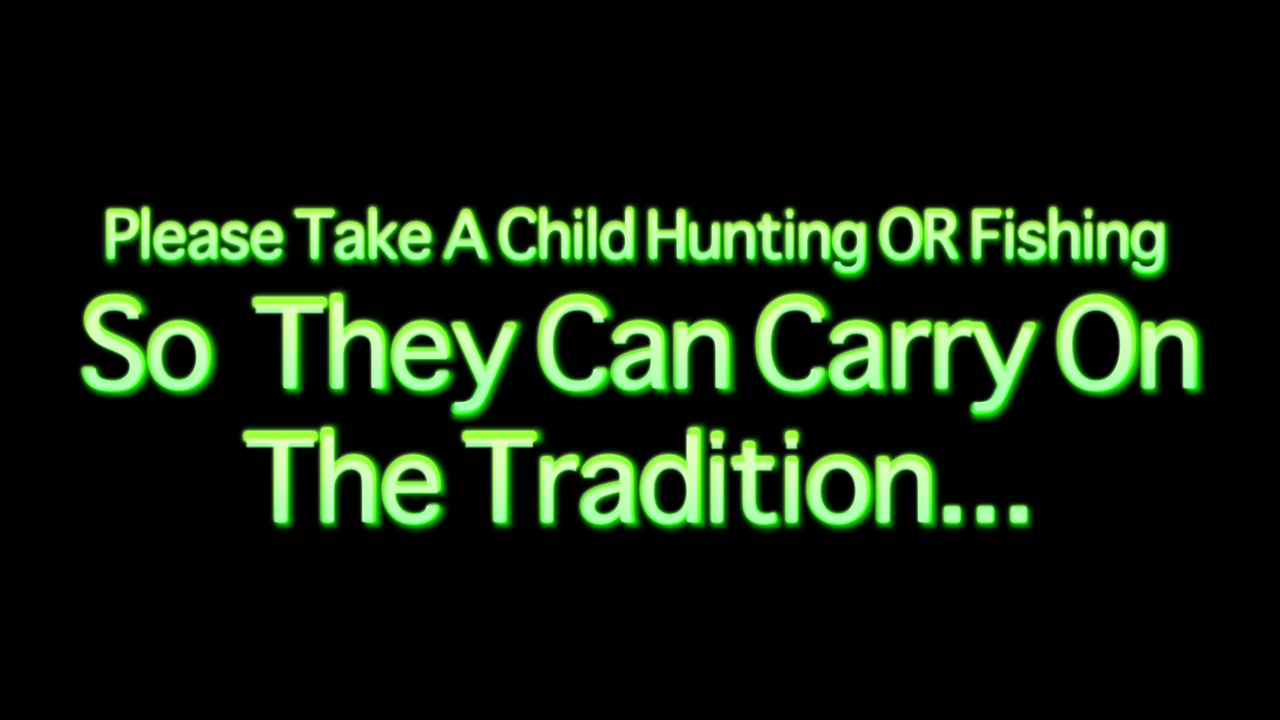 Please Take A Child Hunting OR Fishing
So They Can Carry On
The Tradition...